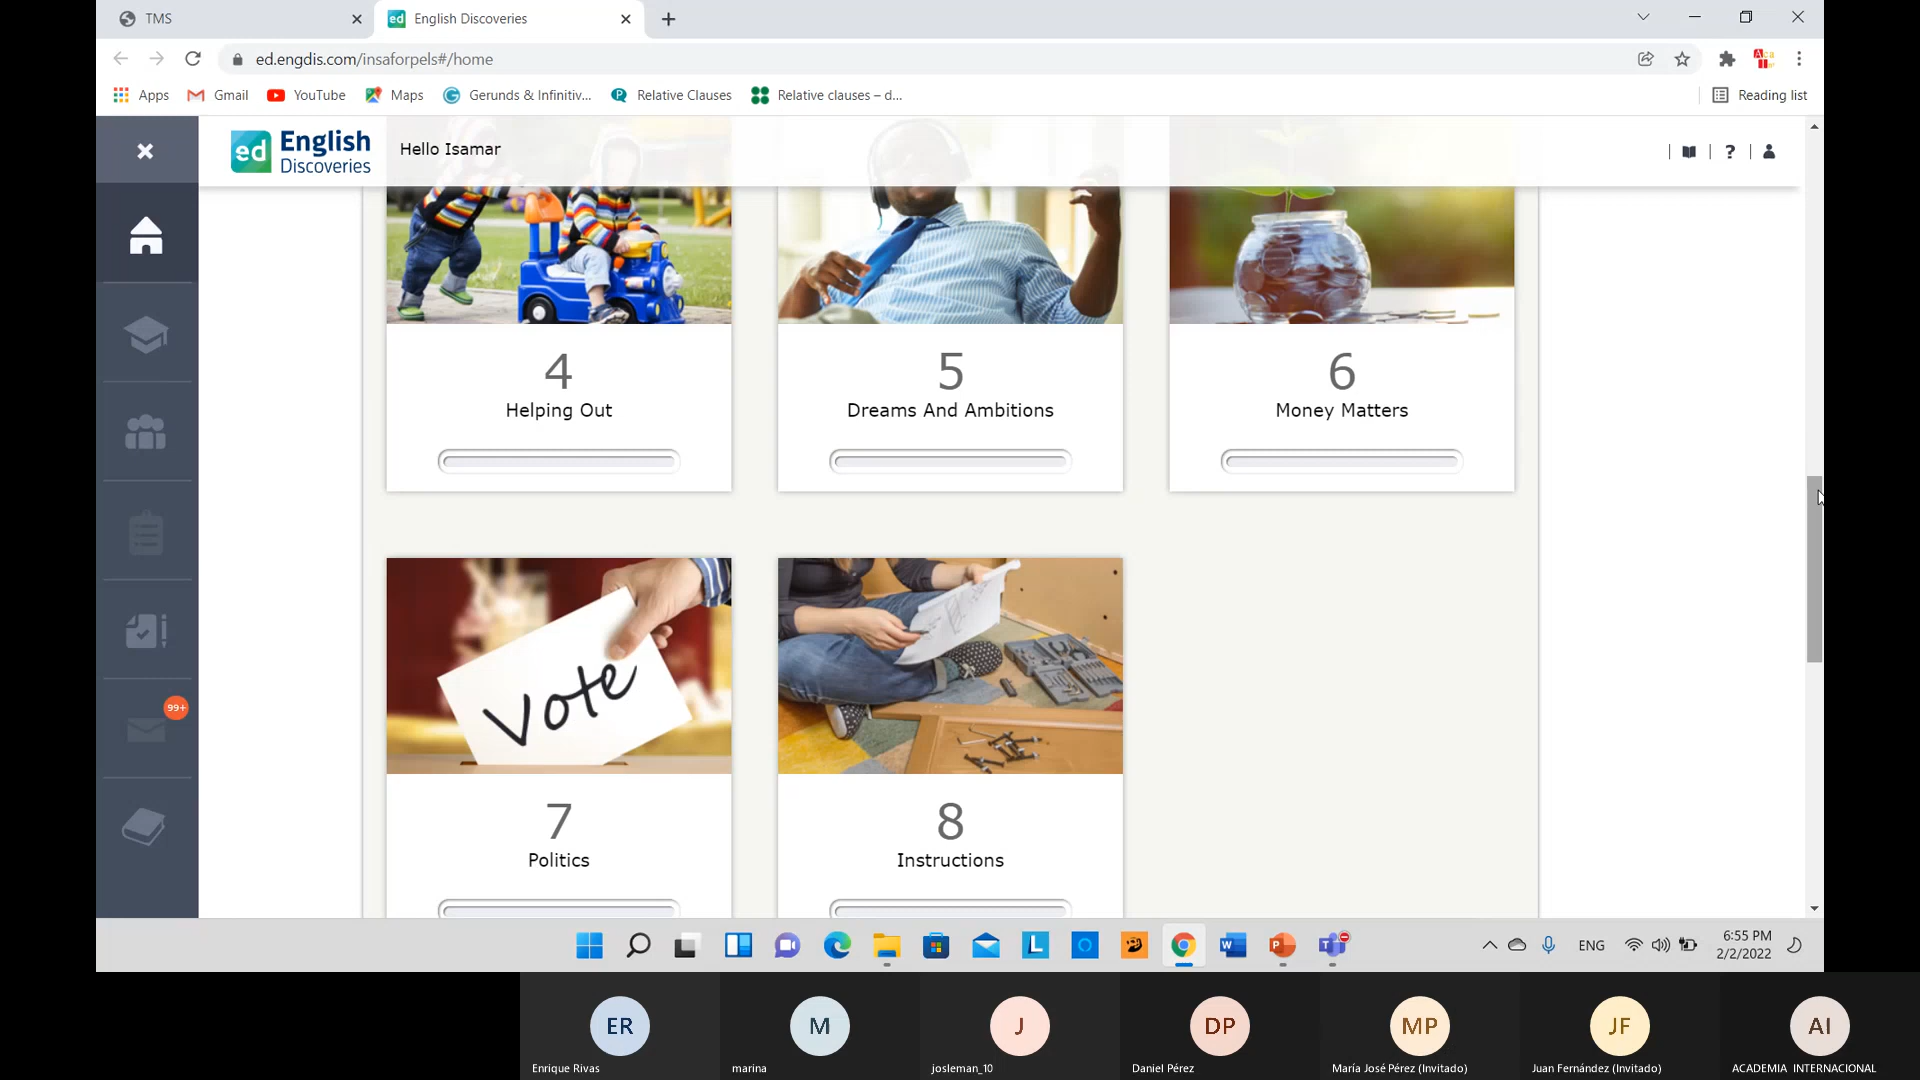 TMS
English Discoveries
ed.engdis.com/insaforpels#/home
Apps
Gmail
YouTube
Maps
Gerunds & Infinitiv...
Relative Clauses
Relative clauses – d...
Reading list
ed English Discoveries
Hello Isamar
?
4
Helping Out
5
Dreams And Ambitions
6
Money Matters
99+
Vote
7
Politics
8
Instructions
ENG
6:55 PM
2/2/2022
ER
M
J
DP
MP
JF
AI
Enrique Rivas
marina
josleman_10
Daniel Pérez
María José Pérez (Invitado)
Juan Fernández (Invitado)
ACADEMIA INTERNACIONAL